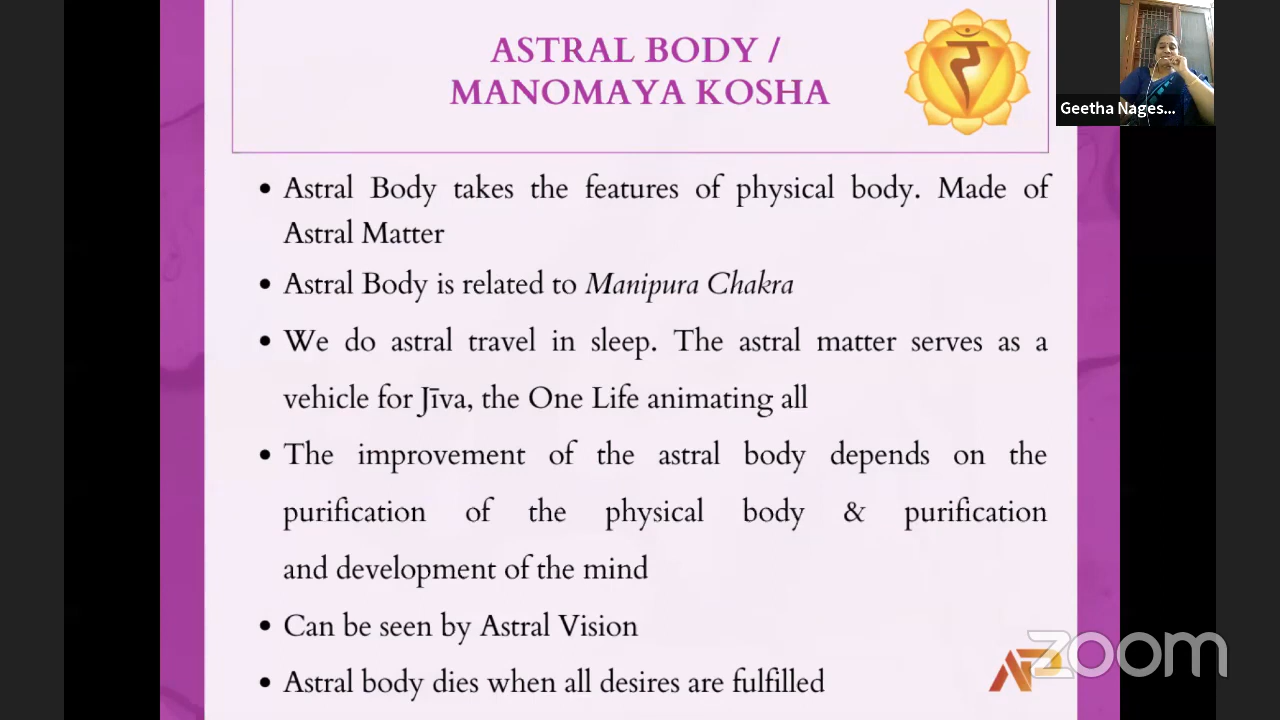 ASTRAL BODY /
MANOMAYA KOSHA
र
Geetha Nages...
• Astral Body takes the features of physical body. Made of
Astral Matter
• Astral Body is related to Manipura Chakra
• We do astral travel in sleep. The astral matter serves as a
vehicle for Jīva, the One Life animating all
• The improvement of the astral body depends on the
purification of the physical body & purification
and development of the mind
• Can be seen by Astral Vision
• Astral body dies when all desires are fulfilled
zoom